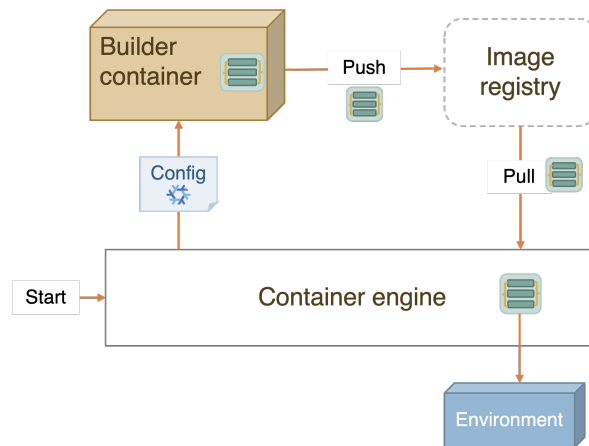 Builder
container
Push
Image
registry
Config
Pull
Start
Container engine
Environment